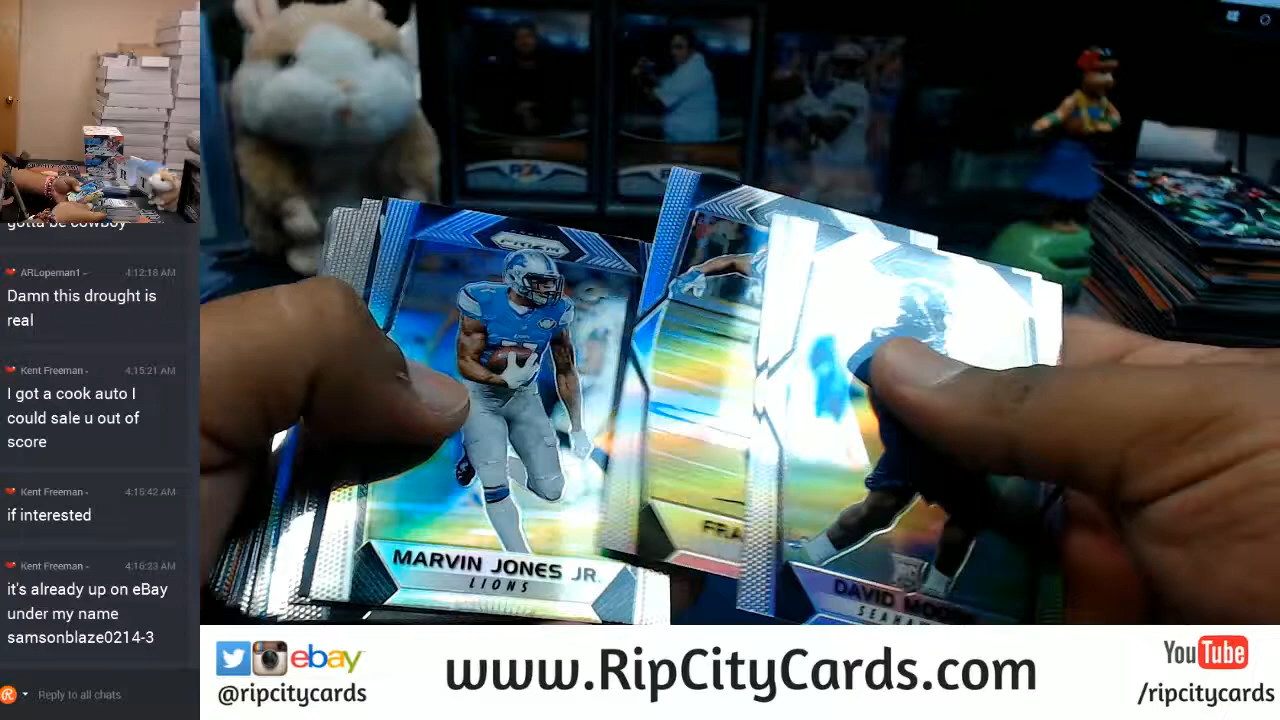 gotta be cowboy
ARLopeman1 - 4:12:18 AM
Damn this drought is
real
Kent Freeman - 4:15:21 AM
I got a cook auto I
could sale u out of
score
Kent Freeman - 4:15:42 AM
if interested
Kent Freeman - 4:16:23 AM
it's already up on eBay
under my name
samsonblaze0214-3
Reply to all chats
PRIZM
MARVIN JONES JR.
LIONS
FRA
DAVID MOO
SEAHA
ebay
@ripcitycards
www.RipCityCards.com
YouTube
/ripcitycards